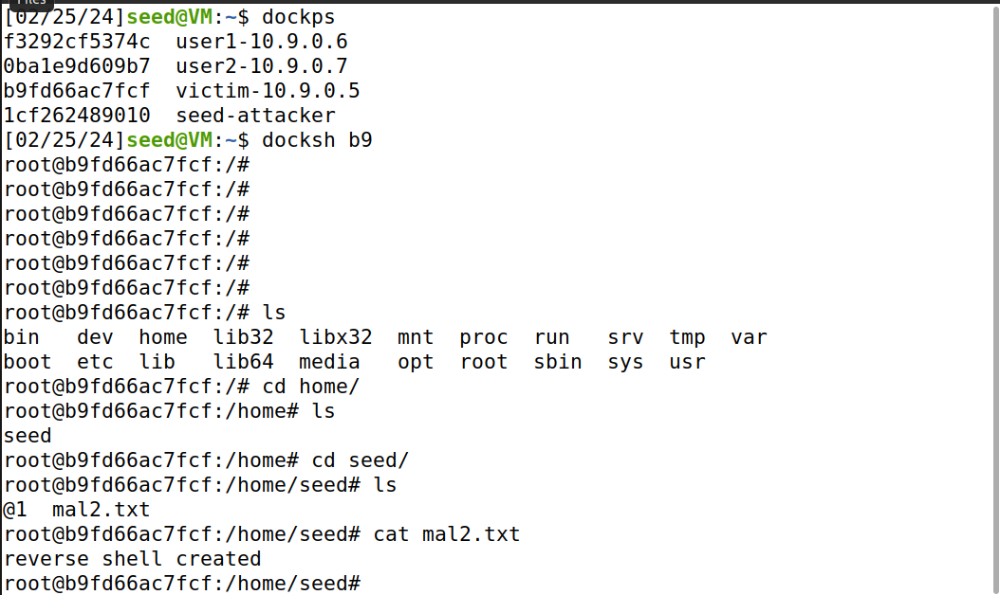 Files
[02/25/24]seed@VM:~$ dockps
f3292cf5374c  user1-10.9.0.6
0ba1e9d609b7  user2-10.9.0.7
b9fd66ac7fcf  victim-10.9.0.5
1cf262489010  seed-attacker
[02/25/24]seed@VM:~$ docksh b9
root@b9fd66ac7fcf:/#
root@b9fd66ac7fcf:/#
root@b9fd66ac7fcf:/#
root@b9fd66ac7fcf:/#
root@b9fd66ac7fcf:/#
root@b9fd66ac7fcf:/#
root@b9fd66ac7fcf:/# ls
bin   dev  home  lib32  libx32  mnt  proc  run   srv  tmp  var
boot  etc  lib   lib64  media   opt  root  sbin  sys  usr
root@b9fd66ac7fcf:/# cd home/
root@b9fd66ac7fcf:/home# ls
seed
root@b9fd66ac7fcf:/home# cd seed/
root@b9fd66ac7fcf:/home/seed# ls
@1  mal2.txt
root@b9fd66ac7fcf:/home/seed# cat mal2.txt
reverse shell created
root@b9fd66ac7fcf:/home/seed#